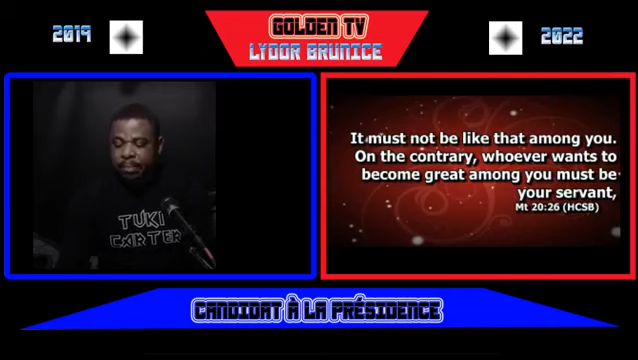 2019
GOLDEN TV
LYDOR BRUNICE
2022
TUKI
CARTER
It must not be like that among you.
On the contrary, whoever wants to
become great among you must be
your servant,
Mt 20:26 (HCSB)
CANDIDAT À LA PRÉSIDENCE